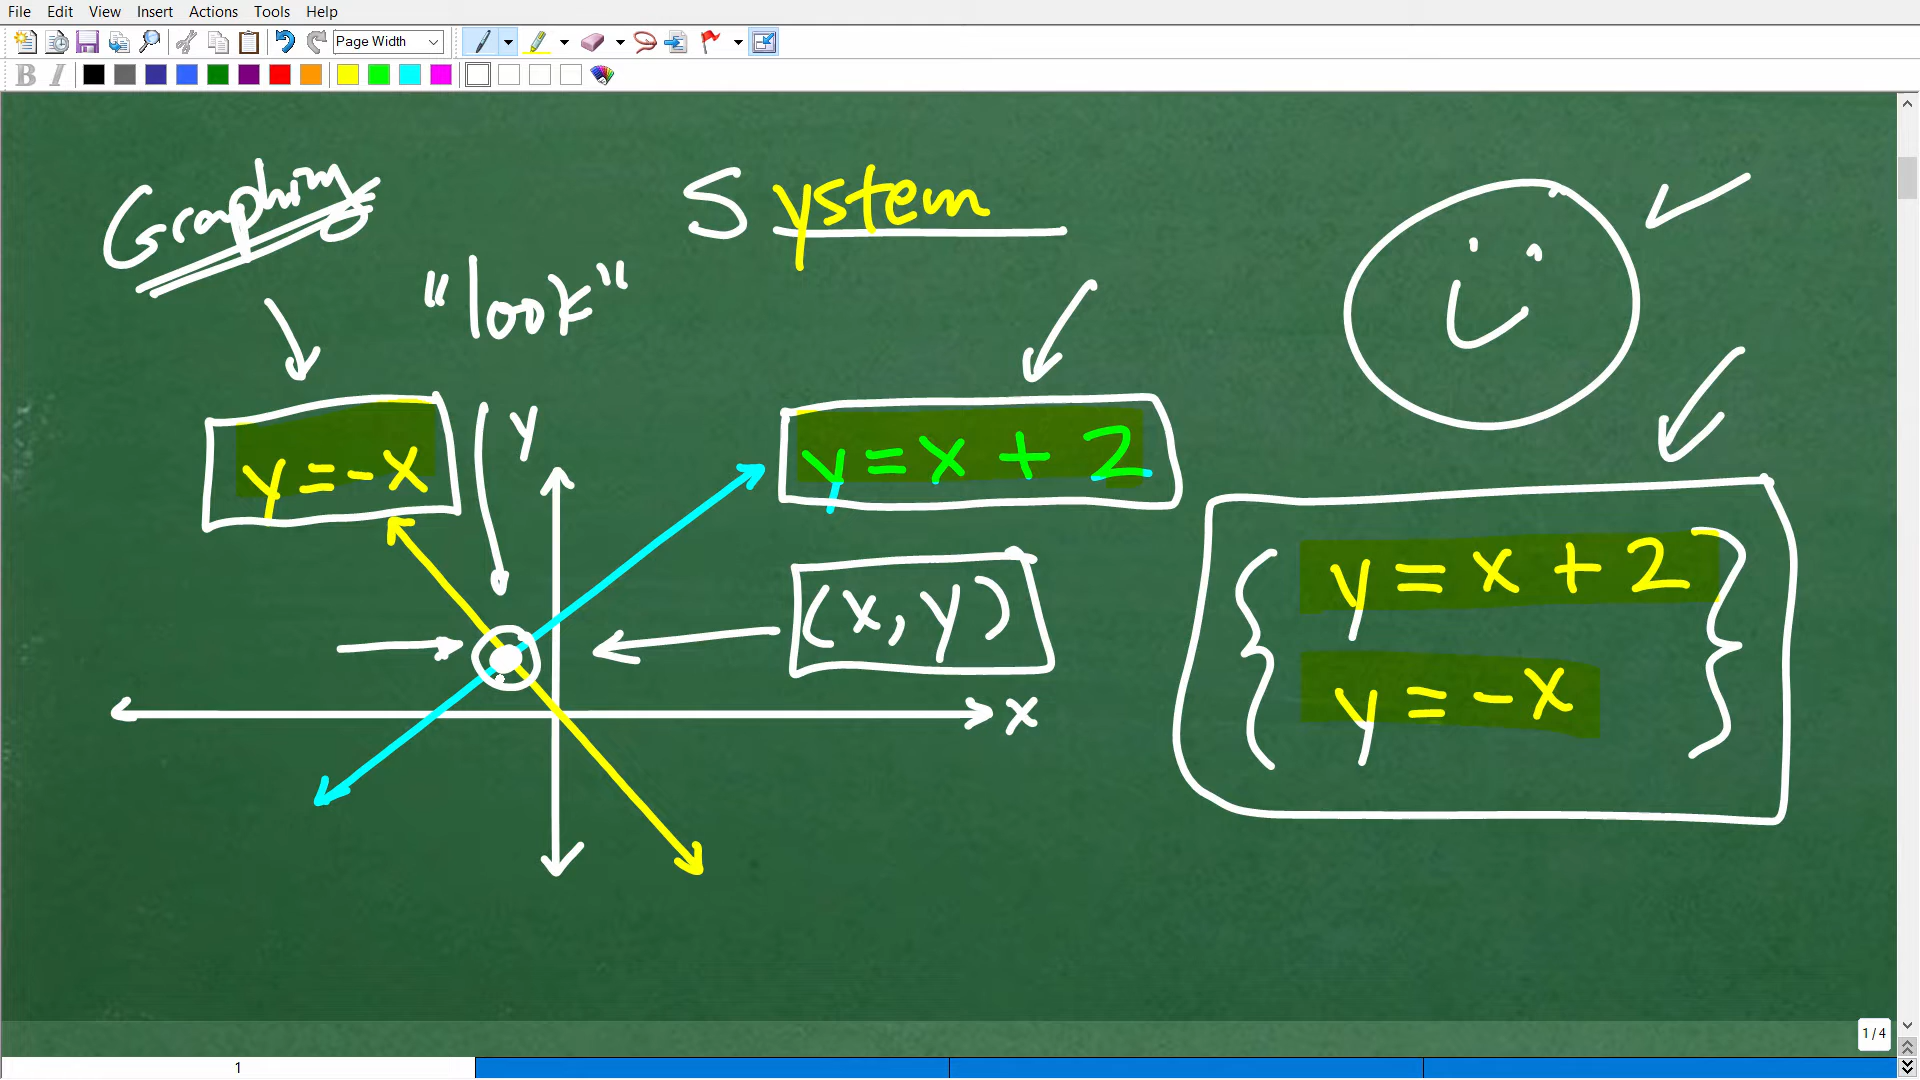 File Edit View Insert Actions Tools Help
Page Width
B I
Graphing
System
"look"
y = -x
y
y = x + 2
(x, y)
x
{ y = x + 2
y = -x }
1 / 4
1